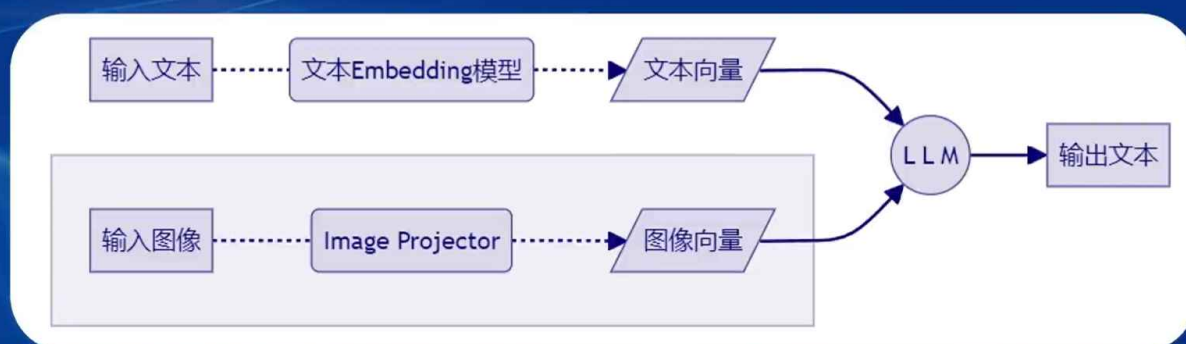 输入文本
文本Embedding模型
文本向量
LLM
输出文本
输入图像
Image Projector
图像向量